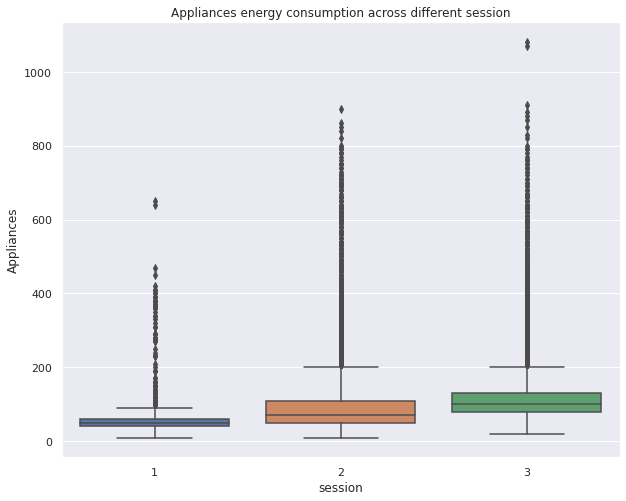 Appliances energy consumption across different session
1000
800
600
400
200
0
Appliances
1 2 3
session